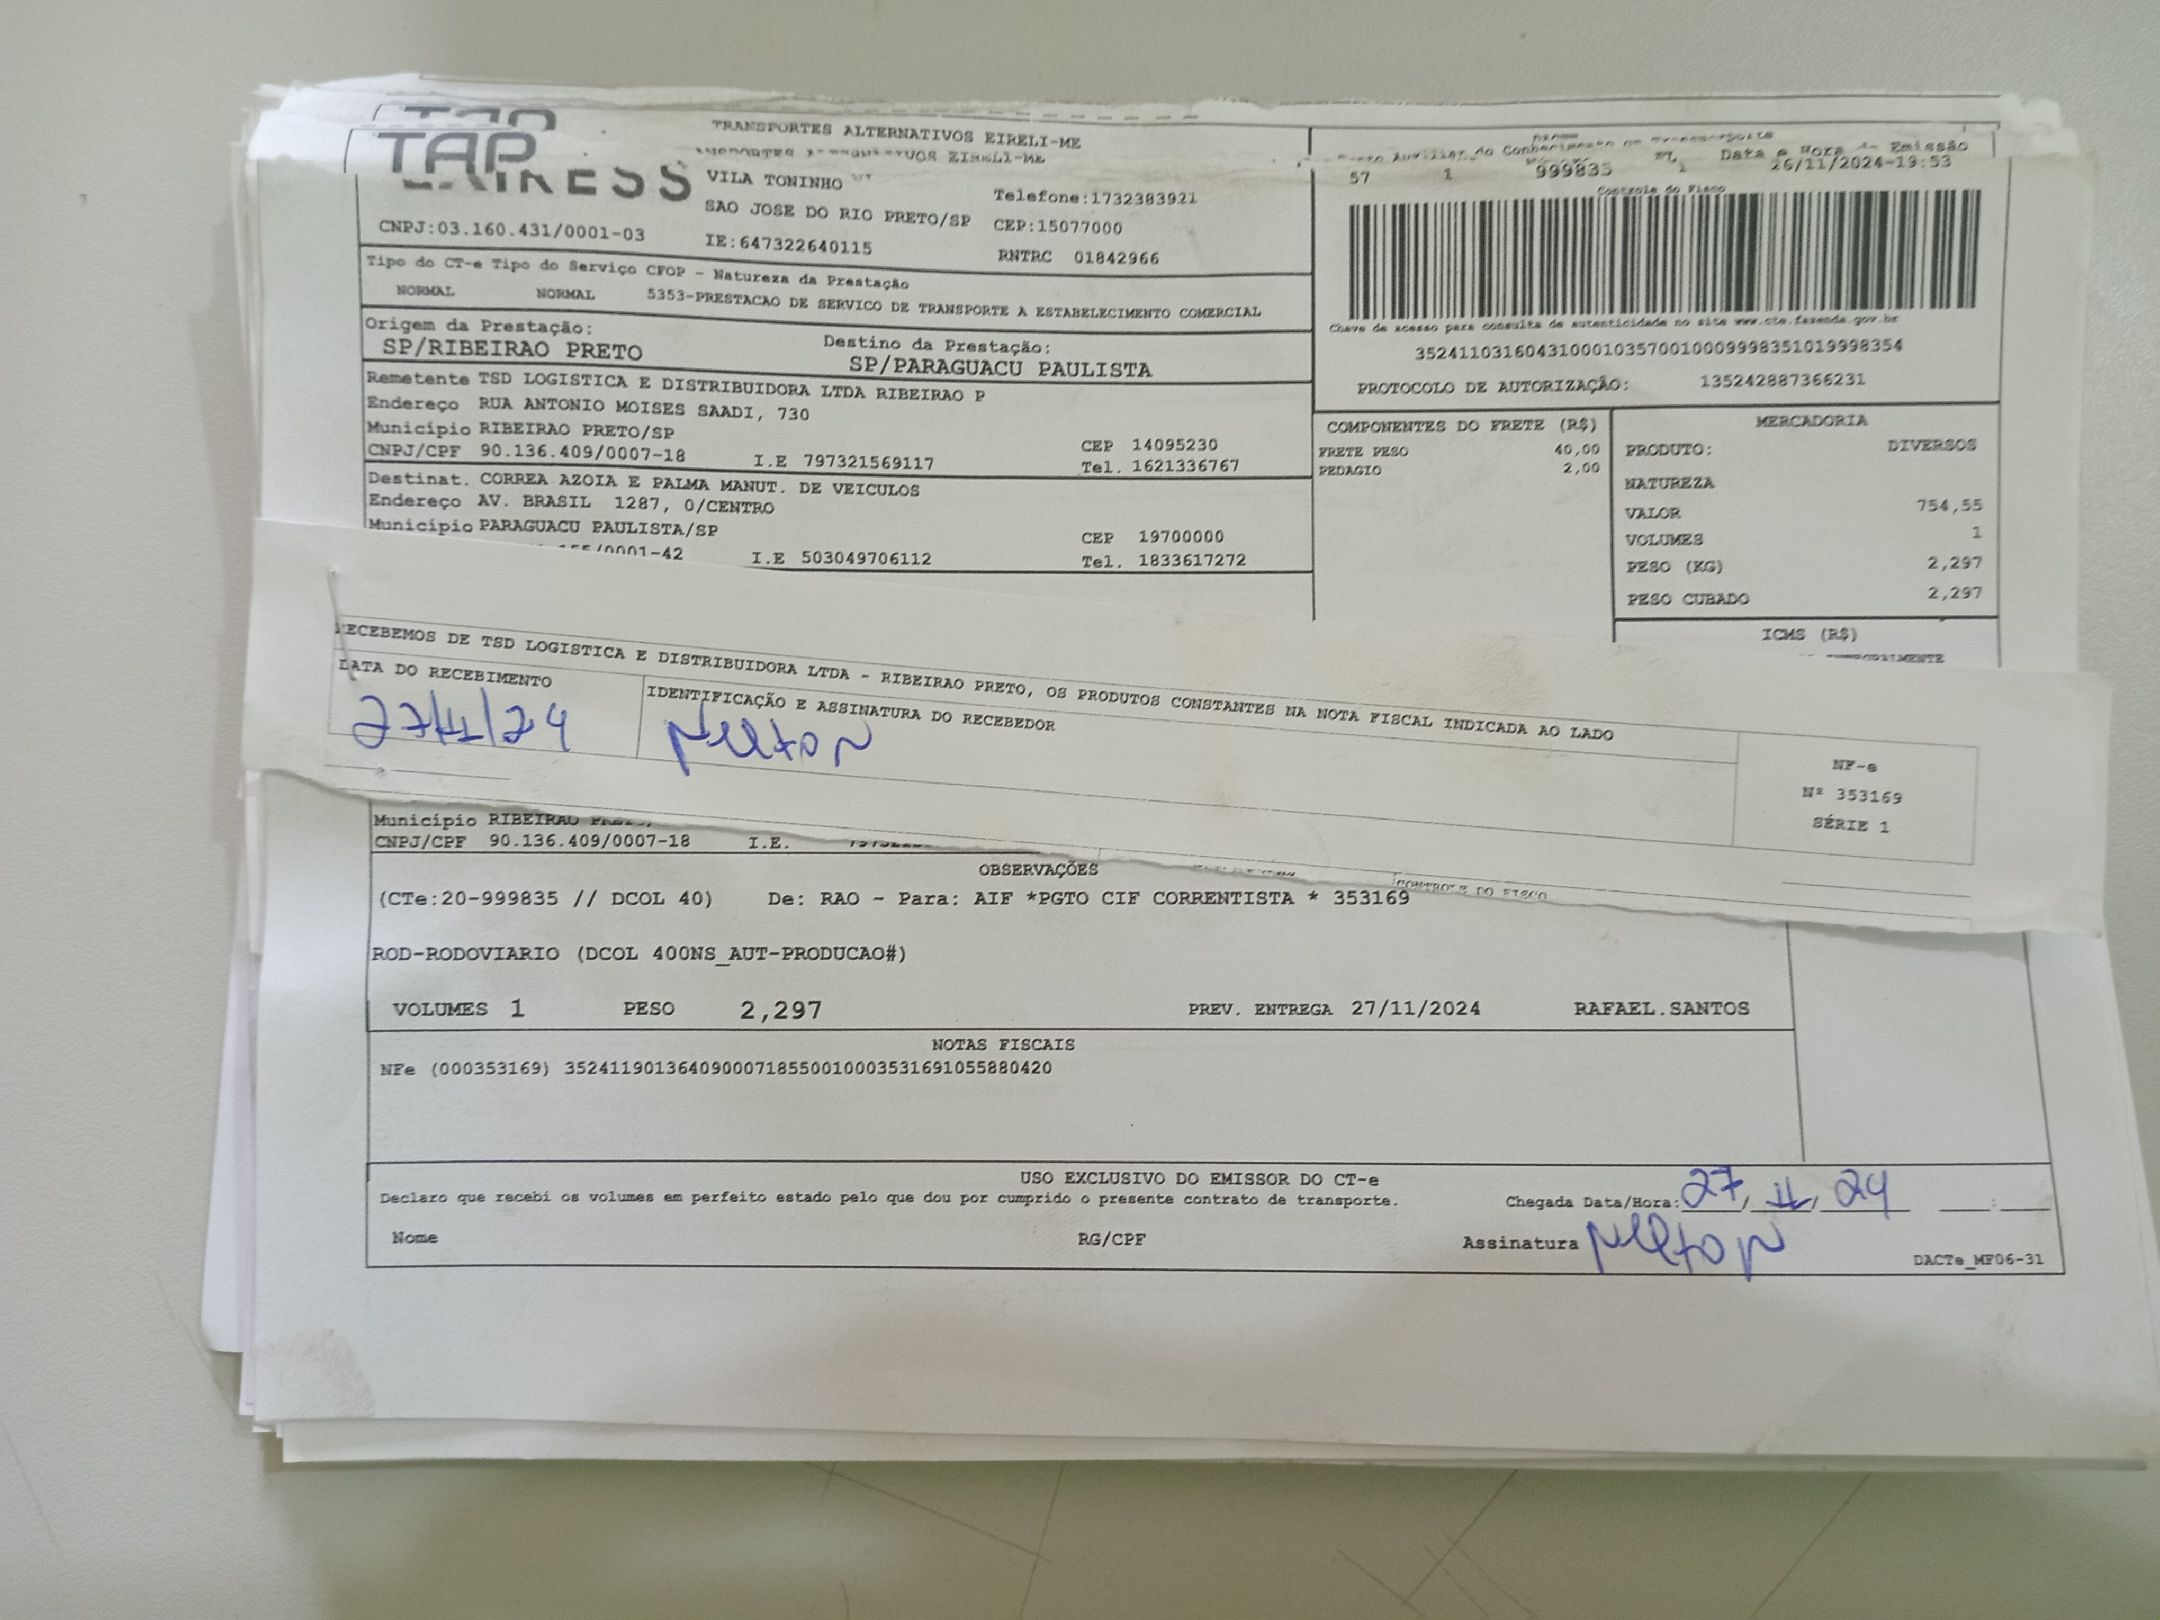 TAP
TRANSPORTES ALTERNATIVOS EIRELI-ME
VILA TONINHO
Telefone:1732383921
SAO JOSE DO RIO PRETO/SP CEP:15077000
CNPJ:03.160.431/0001-03 IE:647322640115 RNTRC 01842966
Data e Hora de Emissão
57 1 999835 1 26/11/2024-19:53
Controle do Fisco
Chave de acesso para consulta de autenticidade no site www.cte.fazenda.gov.br
35241103160431000103570010009998351019998354
PROTOCOLO DE AUTORIZAÇÃO: 135242887366231
Tipo do CT-e Tipo do Serviço CFOP - Natureza da Prestação
NORMAL NORMAL 5353-PRESTACAO DE SERVICO DE TRANSPORTE A ESTABELECIMENTO COMERCIAL
Origem da Prestação: Destino da Prestação:
SP/RIBEIRAO PRETO SP/PARAGUACU PAULISTA
Remetente TSD LOGISTICA E DISTRIBUIDORA LTDA RIBEIRAO P
Endereço RUA ANTONIO MOISES SAADI, 730
Município RIBEIRAO PRETO/SP CEP 14095230
CNPJ/CPF 90.136.409/0007-18 I.E 797321569117 Tel. 1621336767
Destinat. CORREA AZOIA E PALMA MANUT. DE VEICULOS
Endereço AV. BRASIL 1287, 0/CENTRO
Município PARAGUACU PAULISTA/SP CEP 19700000
/0001-42 I.E 503049706112 Tel. 1833617272
COMPONENTES DO FRETE (R$)
FRETE PESO 40,00
PEDAGIO 2,00
MERCADORIA
PRODUTO: DIVERSOS
NATUREZA
VALOR 754,55
VOLUMES 1
PESO (KG) 2,297
PESO CUBADO 2,297
ICMS (R$)
RECEBEMOS DE TSD LOGISTICA E DISTRIBUIDORA LTDA - RIBEIRAO PRETO, OS PRODUTOS CONSTANTES NA NOTA FISCAL INDICADA AO LADO
DATA DO RECEBIMENTO IDENTIFICAÇÃO E ASSINATURA DO RECEBEDOR
27/11/24 Nelton
NF-e
Nº 353169
SÉRIE 1
Município RIBEIRAO
CNPJ/CPF 90.136.409/0007-18 I.E.
CONTROLE DO FISCO
OBSERVAÇÕES
(CTe:20-999835 // DCOL 40) De: RAO - Para: AIF *PGTO CIF CORRENTISTA * 353169
ROD-RODOVIARIO (DCOL 400NS_AUT-PRODUCAO#)
VOLUMES 1 PESO 2,297 PREV. ENTREGA 27/11/2024 RAFAEL.SANTOS
NOTAS FISCAIS
NFe (000353169) 35241190136409000718550010003531691055880420
USO EXCLUSIVO DO EMISSOR DO CT-e
Declaro que recebi os volumes em perfeito estado pelo que dou por cumprido o presente contrato de transporte. Chegada Data/Hora: 27/11/24 :
Nome RG/CPF Assinatura Nelton
DACTe_MF06-31